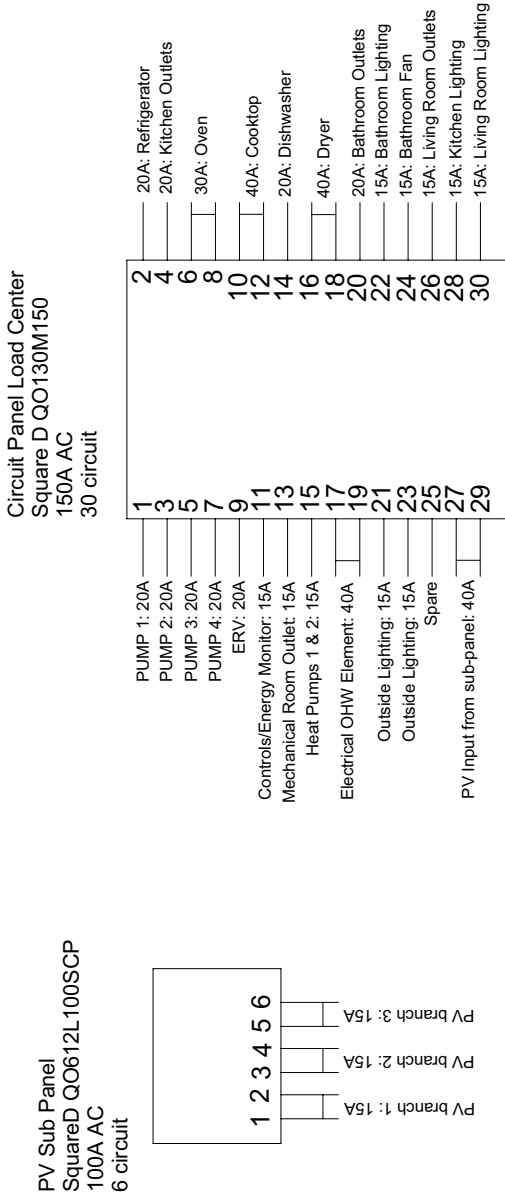 Circuit Panel Load Center
Square D QO130M150
150A AC
30 circuit
PUMP 1: 20A
PUMP 2: 20A
PUMP 3: 20A
PUMP 4: 20A
ERV: 20A
Controls/Energy Monitor: 15A
Mechanical Room Outlet: 15A
Heat Pumps 1 & 2: 15A
Electrical OHW Element: 40A
Outside Lighting: 15A
Outside Lighting: 15A
Spare
PV Input from sub-panel: 40A
1
3
5
7
9
11
13
15
17
19
21
23
25
27
29
2
4
6
8
10
12
14
16
18
20
22
24
26
28
30
20A: Refrigerator
20A: Kitchen Outlets
30A: Oven
40A: Cooktop
20A: Dishwasher
40A: Dryer
20A: Bathroom Outlets
15A: Bathroom Lighting
15A: Bathroom Fan
15A: Living Room Outlets
15A: Kitchen Lighting
15A: Living Room Lighting
PV Sub Panel
SquareD QO612L100SCP
100A AC
6 circuit
1 2 3 4 5 6
PV branch 1: 15A
PV branch 2: 15A
PV branch 3: 15A